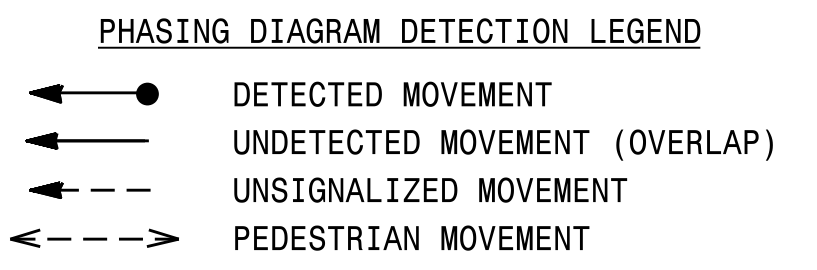 PHASING DIAGRAM DETECTION LEGEND
DETECTED MOVEMENT
UNDETECTED MOVEMENT (OVERLAP)
UNSIGNALIZED MOVEMENT
PEDESTRIAN MOVEMENT